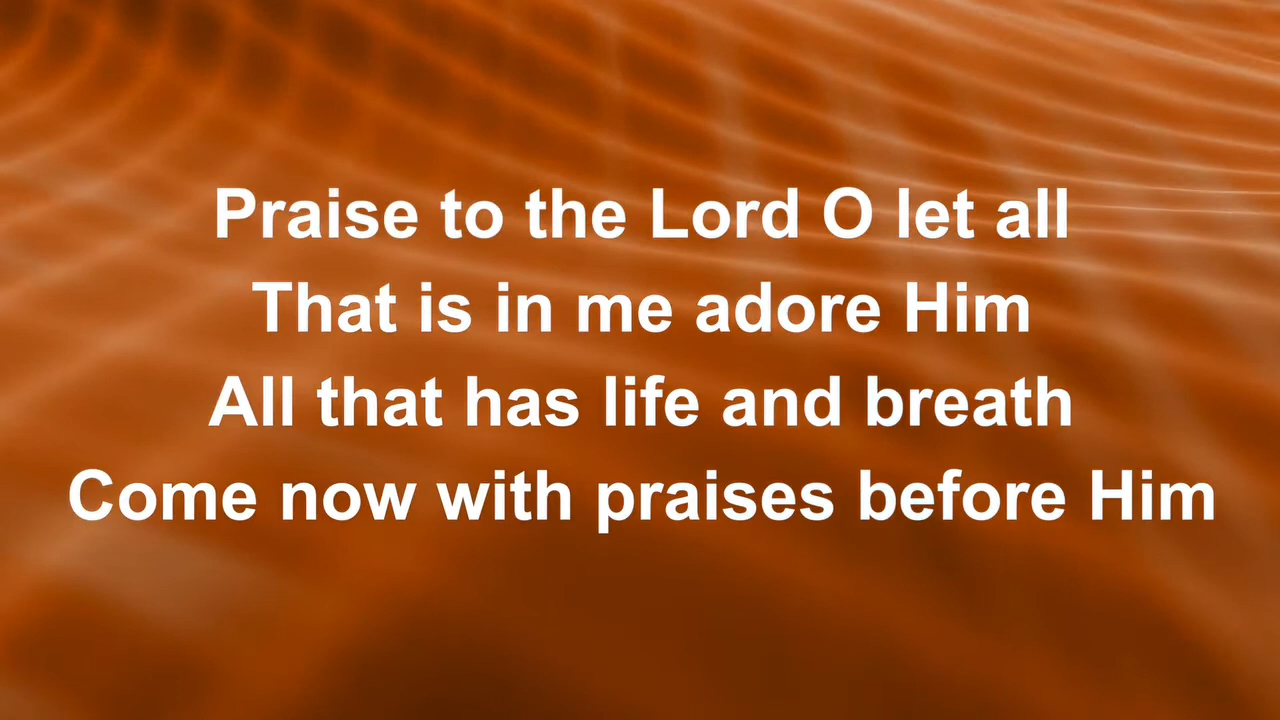 Praise to the Lord O let all
That is in me adore Him
All that has life and breath
Come now with praises before Him